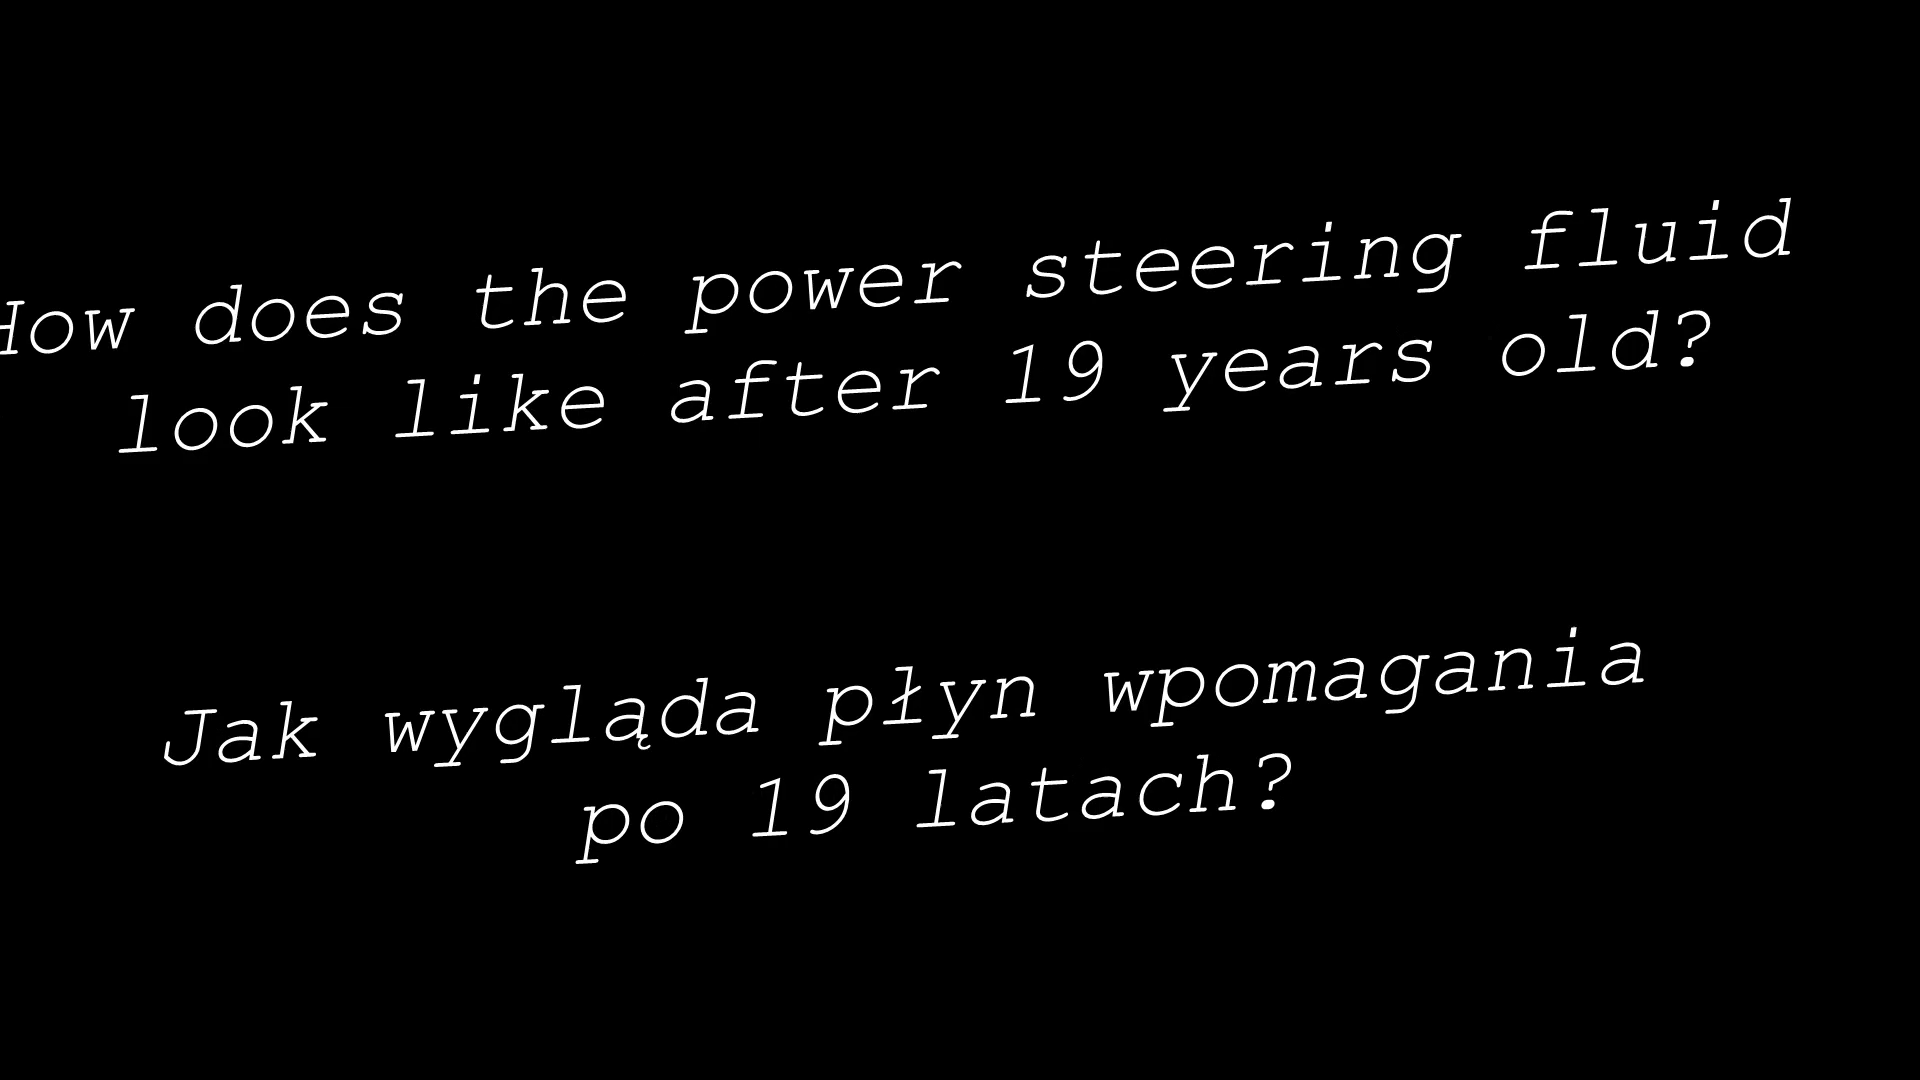 How does the power steering fluid
look like after 19 years old?
Jak wygląda płyn wpomagania
po 19 latach?